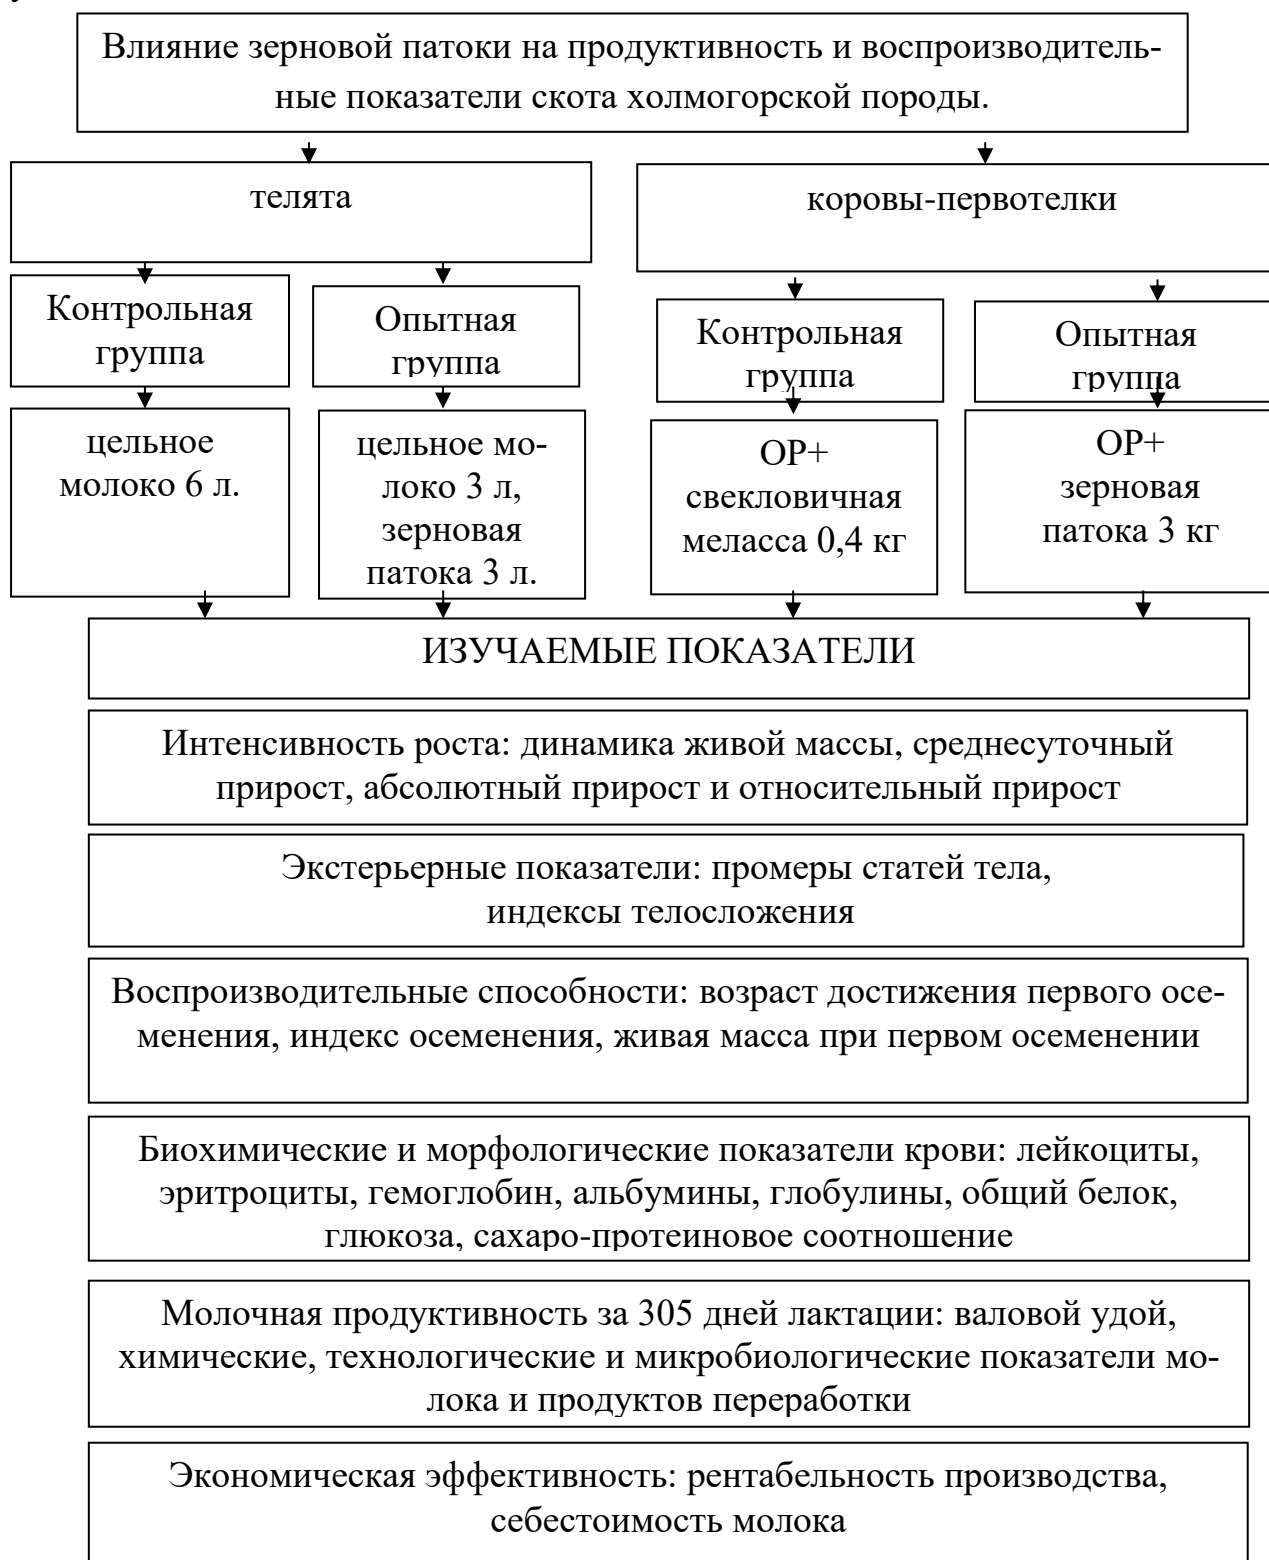 Влияние зерновой патоки на продуктивность и воспроизводитель-
ные показатели скота холмогорской породы.
телята
коровы-первотелки
Контрольная
группа
Опытная
группа
Контрольная
группа
Опытная
группа
цельное
молоко 6 л.
цельное мо-
локо 3 л,
зерновая
патока 3 л.
ОР+
свекловичная
меласса 0,4 кг
ОР+
зерновая
патока 3 кг
ИЗУЧАЕМЫЕ ПОКАЗАТЕЛИ
Интенсивность роста: динамика живой массы, среднесуточный
прирост, абсолютный прирост и относительный прирост
Экстерьерные показатели: промеры статей тела,
индексы телосложения
Воспроизводительные способности: возраст достижения первого осе-
менения, индекс осеменения, живая масса при первом осеменении
Биохимические и морфологические показатели крови: лейкоциты,
эритроциты, гемоглобин, альбумины, глобулины, общий белок,
глюкоза, сахаро-протеиновое соотношение
Молочная продуктивность за 305 дней лактации: валовой удой,
химические, технологические и микробиологические показатели мо-
лока и продуктов переработки
Экономическая эффективность: рентабельность производства,
себестоимость молока